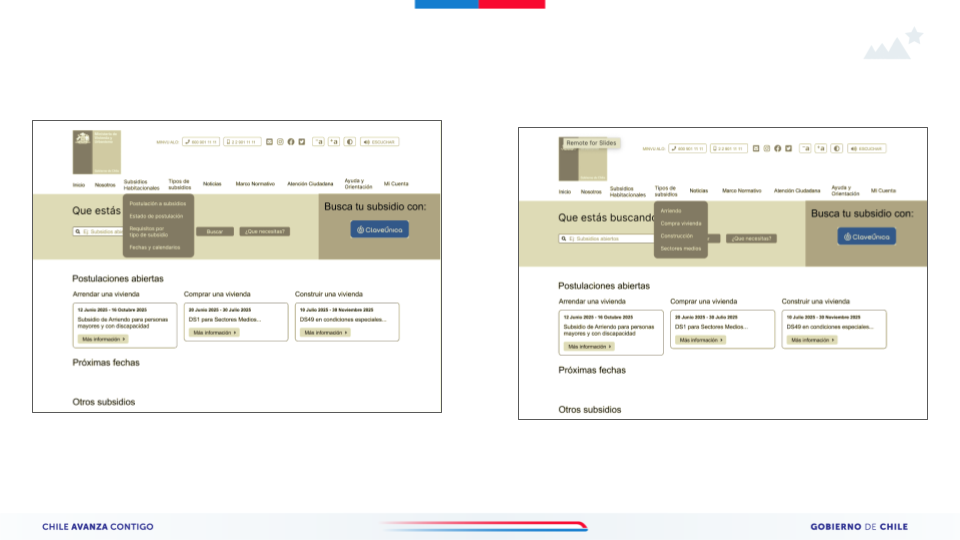 MINVU ALO
600 901 11 11
2 2 901 11 11
-a
+a
ESCUCHAR
Inicio
Nosotros
Subsidios
Habitacionales
Tipos de
subsidios
Noticias
Marco Normativo
Atención Ciudadana
Ayuda y
Orientación
Mi Cuenta
Postulación a subsidios
Estado de postulación
Requisitos por
tipo de subsidio
Fechas y calendarios
Que estás
Ej. Subsidios abie
Buscar
¿Que necesitas?
Busca tu subsidio con:
ClaveÚnica
Postulaciones abiertas
Arrendar una vivienda
Comprar una vivienda
Construir una vivienda
12 Junio 2025 - 16 Octubre 2025
Subsidio de Arriendo para personas
mayores y con discapacidad
Más información
20 Junio 2025 - 30 Julio 2025
DS1 para Sectores Medios...
Más información
10 Julio 2025 - 30 Noviembre 2025
DS49 en condiciones especiales...
Más información
Próximas fechas
Otros subsidios
Remote for Slides
MINVU ALO
600 901 11 11
2 2 901 11 11
-a
+a
ESCUCHAR
Inicio
Nosotros
Subsidios
Habitacionales
Tipos de
subsidios
Noticias
Marco Normativo
Atención Ciudadana
Ayuda y
Orientación
Mi Cuenta
Arriendo
Compra vivienda
Construcción
Sectores medios
Que estás buscando
Ej. Subsidios abiertos
¿Que necesitas?
Busca tu subsidio con:
ClaveÚnica
Postulaciones abiertas
Arrendar una vivienda
Comprar una vivienda
Construir una vivienda
12 Junio 2025 - 16 Octubre 2025
Subsidio de Arriendo para personas
mayores y con discapacidad
Más información
20 Junio 2025 - 30 Julio 2025
DS1 para Sectores Medios...
Más información
10 Julio 2025 - 30 Noviembre 2025
DS49 en condiciones especiales...
Más información
Próximas fechas
Otros subsidios
CHILE AVANZA CONTIGO
GOBIERNO DE CHILE